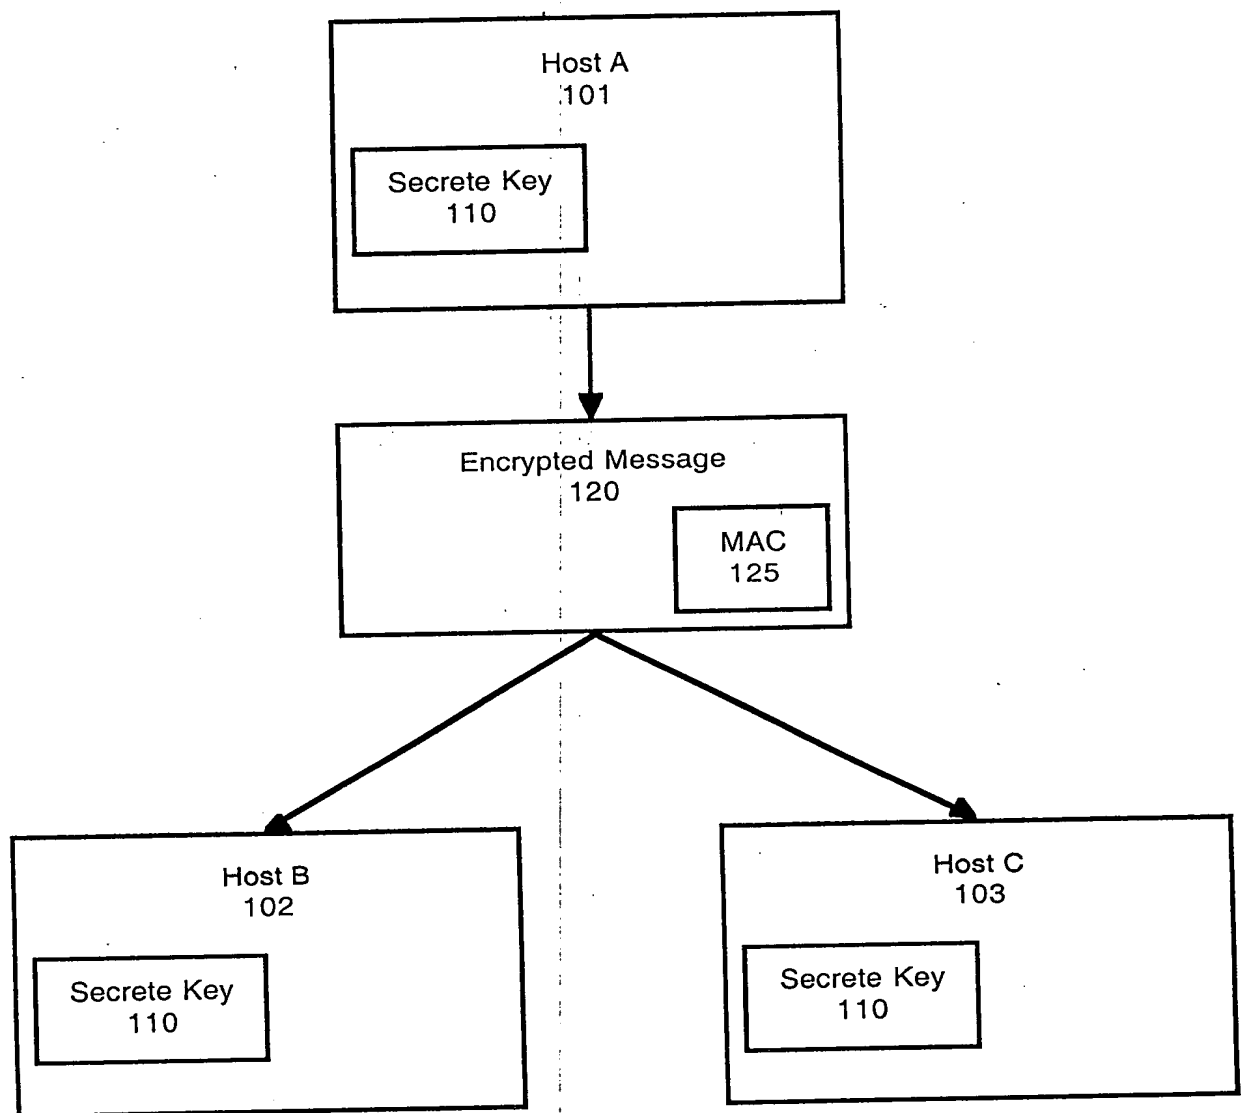 Host A
101
Secrete Key
110
Encrypted Message
120
MAC
125
Host B
102
Secrete Key
110
Host C
103
Secrete Key
110